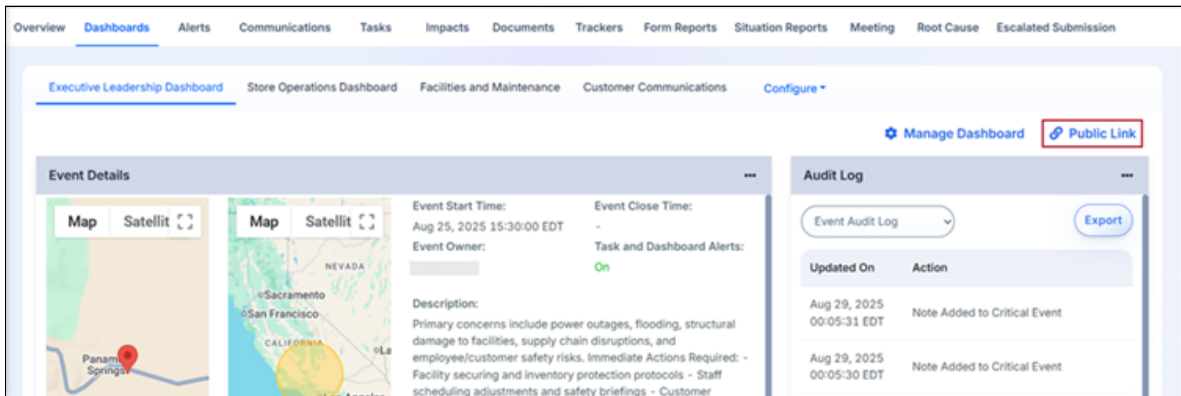 Overview Dashboards Alerts Communications Tasks Impacts Documents Trackers Form Reports Situation Reports Meeting Root Cause Escalated Submission
Executive Leadership Dashboard Store Operations Dashboard Facilities and Maintenance Customer Communications Configure
Manage Dashboard Public Link
Event Details
Map Satellit
Panam
Springs
Map Satellit
NEVADA
Sacramento
San Francisco
CALIFORNIA
Event Start Time: Event Close Time:
Aug 25, 2025 15:30:00 EDT -
Event Owner: Task and Dashboard Alerts:
On
Description:
Primary concerns include power outages, flooding, structural
damage to facilities, supply chain disruptions, and
employee/customer safety risks. Immediate Actions Required: -
Facility securing and inventory protection protocols - Staff
scheduling adjustments and safety briefings - Customer
Audit Log
Event Audit Log Export
Updated On Action
Aug 29, 2025
00:05:31 EDT
Note Added to Critical Event
Aug 29, 2025
00:05:30 EDT
Note Added to Critical Event